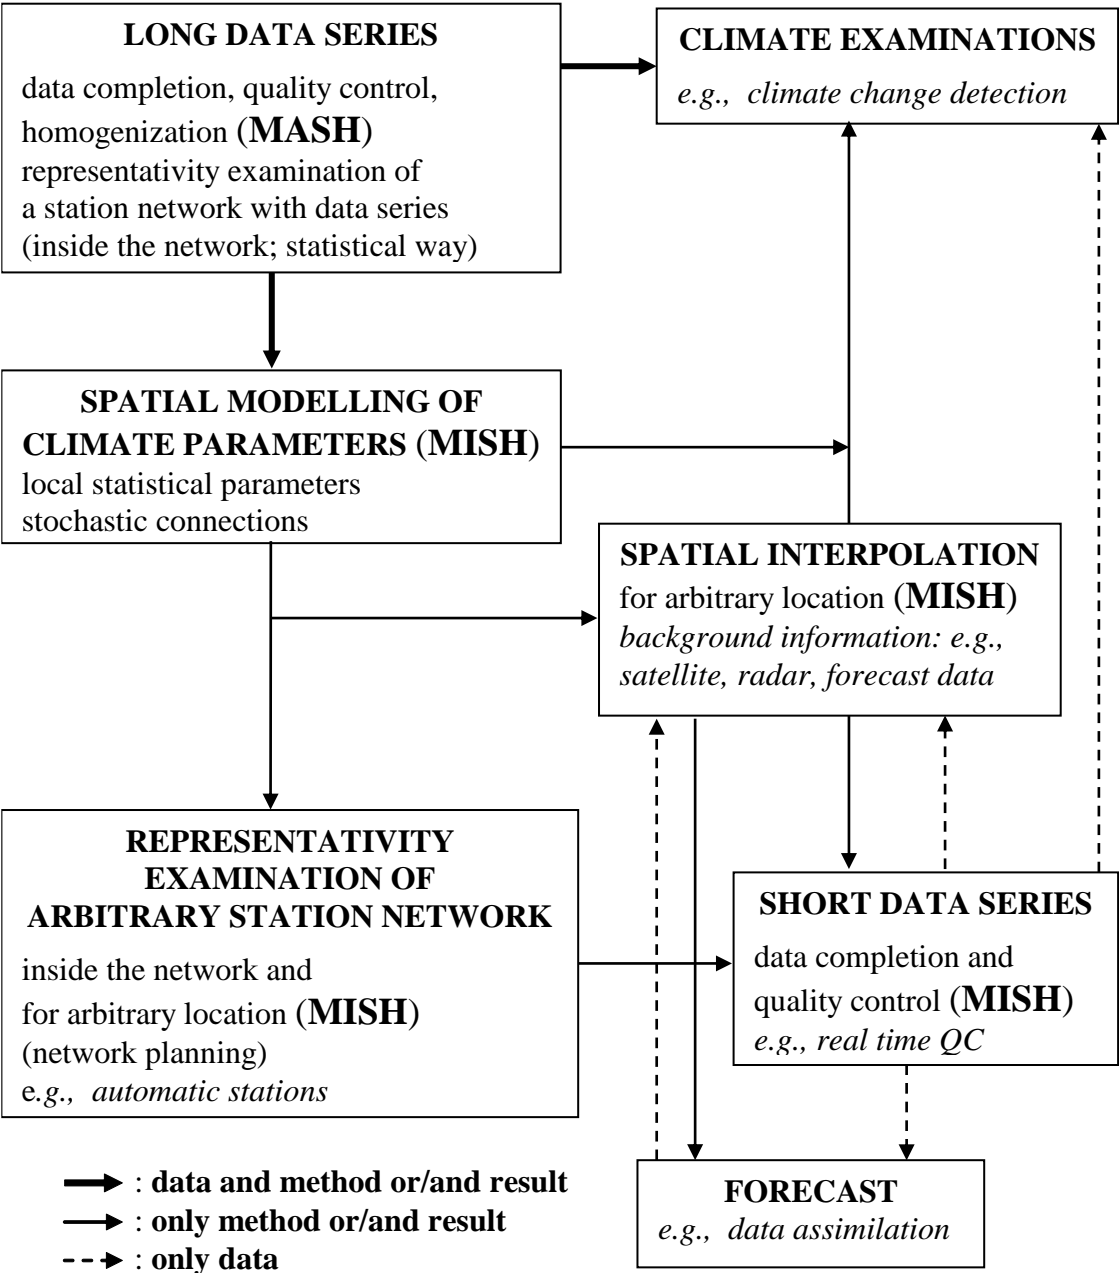 LONG DATA SERIES
data completion, quality control,
homogenization (MASH)
representativity examination of
a station network with data series
(inside the network; statistical way)
CLIMATE EXAMINATIONS
e.g., climate change detection
SPATIAL MODELLING OF
CLIMATE PARAMETERS (MISH)
local statistical parameters
stochastic connections
SPATIAL INTERPOLATION
for arbitrary location (MISH)
background information: e.g.,
satellite, radar, forecast data
REPRESENTATIVITY
EXAMINATION OF
ARBITRARY STATION NETWORK
inside the network and
for arbitrary location (MISH)
(network planning)
e.g., automatic stations
SHORT DATA SERIES
data completion and
quality control (MISH)
e.g., real time QC
FORECAST
e.g., data assimilation
: data and method or/and result
: only method or/and result
: only data